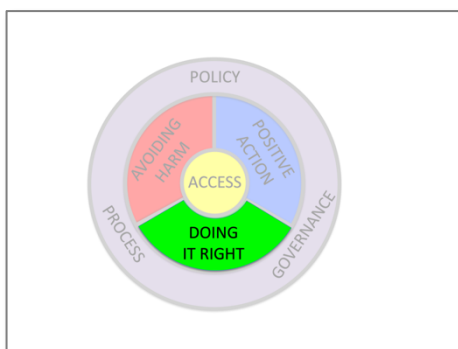 POLICY
AVOIDING
HARM
POSITIVE
ACTION
ACCESS
DOING
IT RIGHT
PROCESS
GOVERNANCE